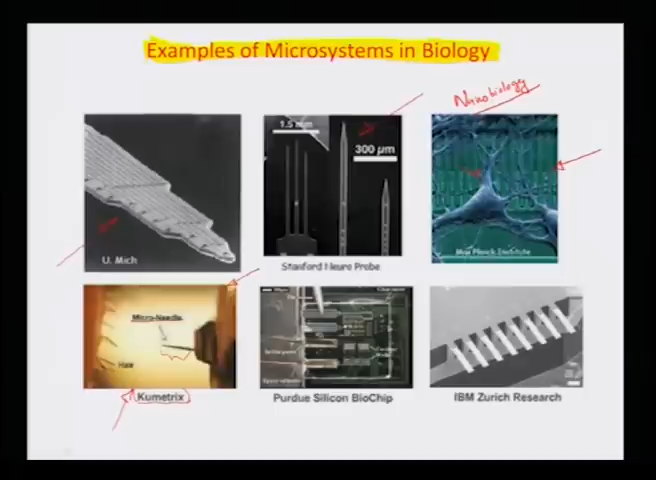 Examples of Microsystems in Biology
Nanobiology
1.5 mm
300 µm
U. Mich
Stanford Neuro Probe
Max Planck Institute
Micro-Needle
Hair
Kumetrix
Purdue Silicon BioChip
IBM Zurich Research